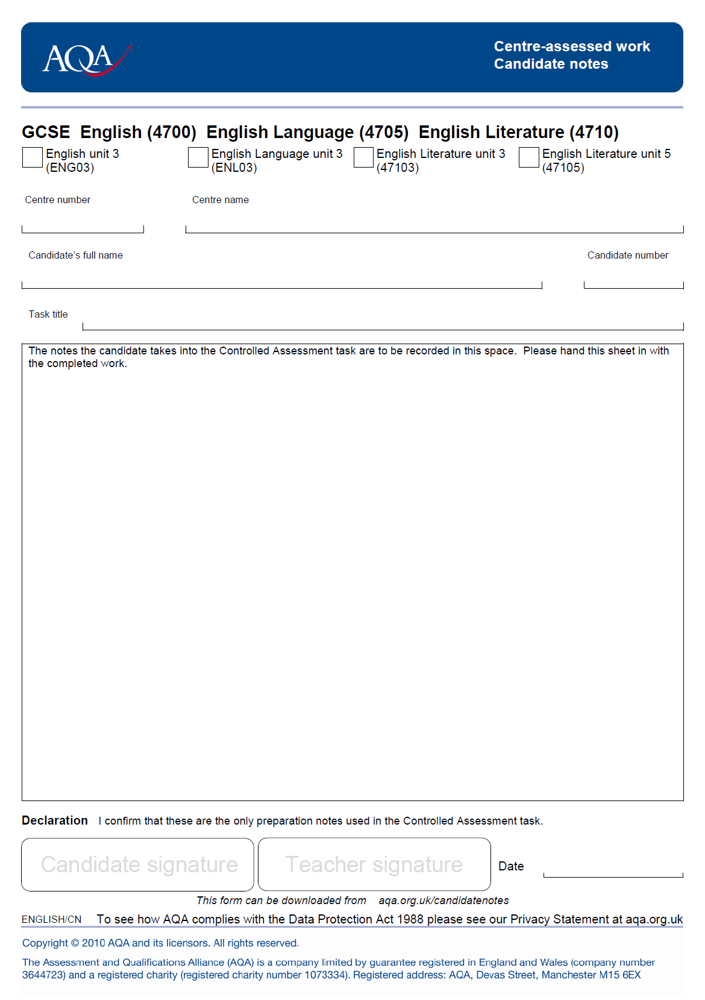 AQA
Centre-assessed work
Candidate notes
GCSE English (4700) English Language (4705) English Literature (4710)
English unit 3
(ENG03)
English Language unit 3
(ENL03)
English Literature unit 3
(47103)
English Literature unit 5
(47105)
Centre number
Centre name
Candidate's full name
Candidate number
Task title
The notes the candidate takes into the Controlled Assessment task are to be recorded in this space. Please hand this sheet in with
the completed work.
Declaration I confirm that these are the only preparation notes used in the Controlled Assessment task.
Candidate signature
Teacher signature
Date
This form can be downloaded from aqa.org.uk/candidatenotes
ENGLISH/CN To see how AQA complies with the Data Protection Act 1988 please see our Privacy Statement at aqa.org.uk
Copyright © 2010 AQA and its licensors. All rights reserved.
The Assessment and Qualifications Alliance (AQA) is a company limited by guarantee registered in England and Wales (company number
3644723) and a registered charity (registered charity number 1073334). Registered address: AQA, Devas Street, Manchester M15 6EX